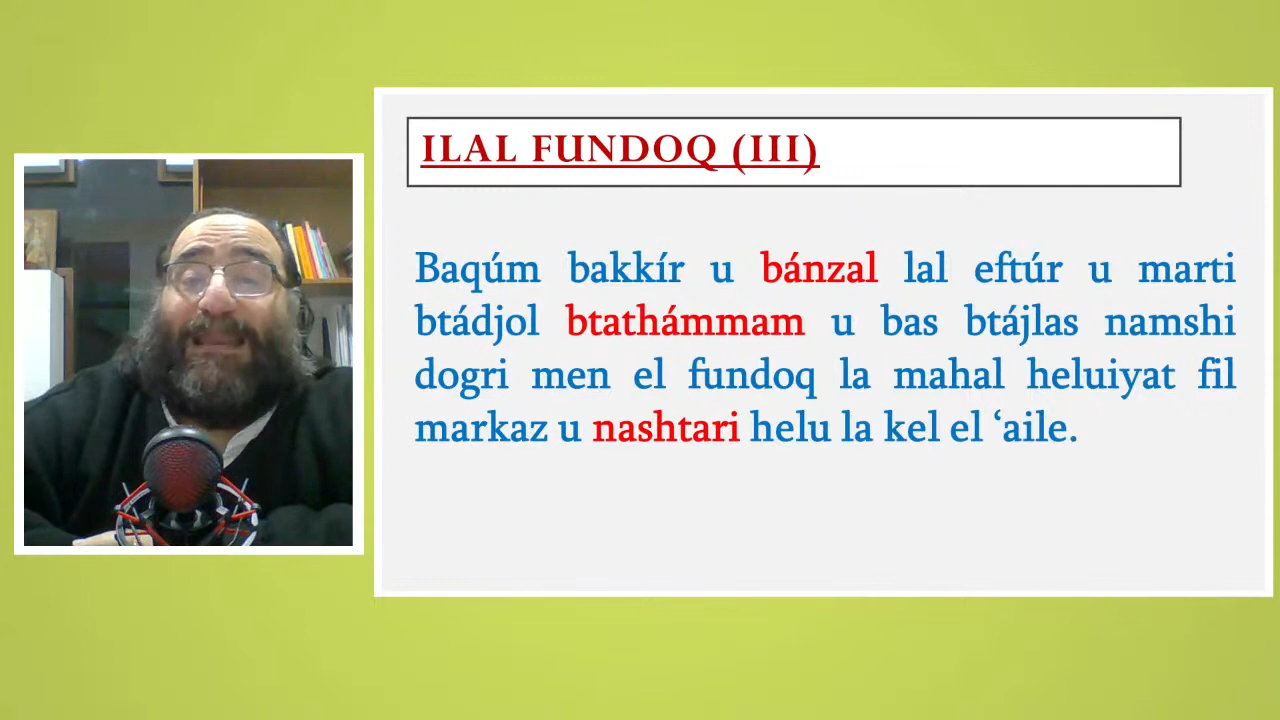 ILAL FUNDOQ (III)
Baqúm bakkír u bánzal lal eftúr u marti
btádjol btathámmam u bas btájlas namshi
dogri men el fundoq la mahal heluiyat fil
markaz u nashtari helu la kel el ‘aile.